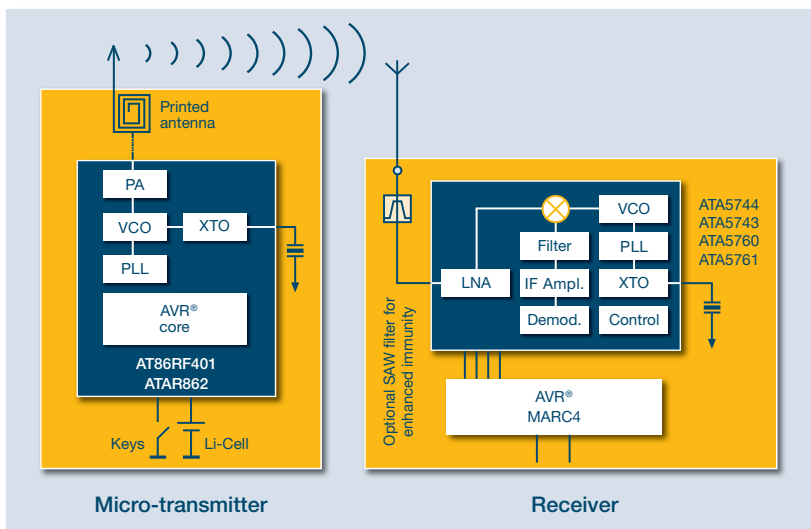 Printed
antenna
PA
VCO
XTO
PLL
AVR®
core
AT86RF401
ATAR862
Keys
Li-Cell
Micro-transmitter
Optional SAW filter for
enhanced immunity
LNA
Filter
IF Ampl.
Demod.
VCO
PLL
XTO
Control
ATA5744
ATA5743
ATA5760
ATA5761
AVR®
MARC4
Receiver